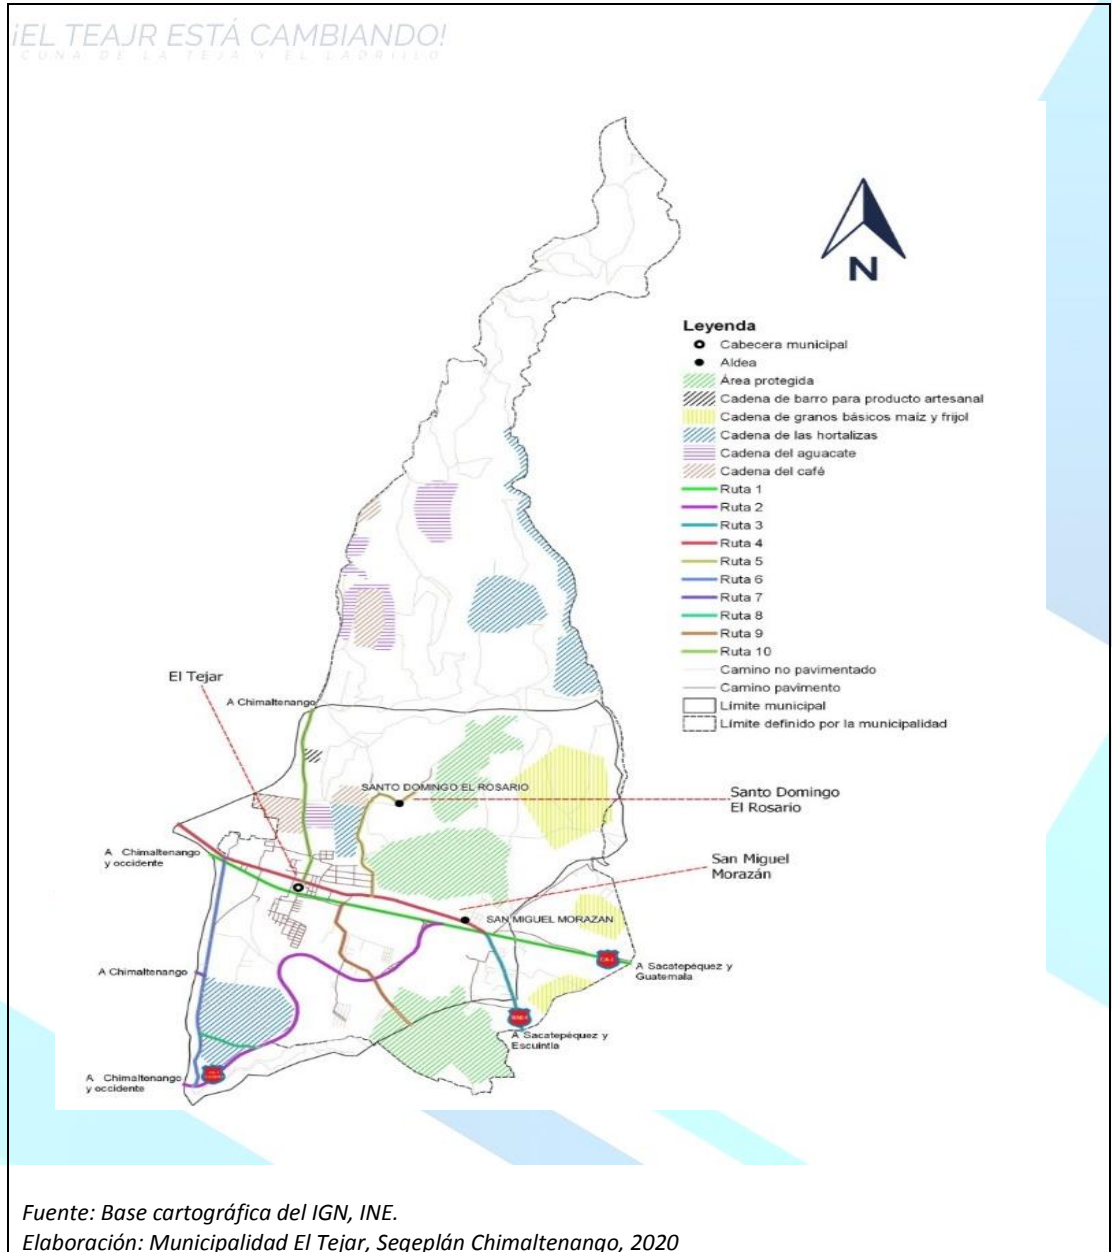 ¡EL TEAJR ESTÁ CAMBIANDO!
CUNA DE LA TEJA Y EL LADRILLO
N
Leyenda
Cabecera municipal
Aldea
Área protegida
Cadena de barro para producto artesanal
Cadena de granos básicos maíz y frijol
Cadena de las hortalizas
Cadena del aguacate
Cadena del café
Ruta 1
Ruta 2
Ruta 3
Ruta 4
Ruta 5
Ruta 6
Ruta 7
Ruta 8
Ruta 9
Ruta 10
Camino no pavimentado
Camino pavimento
Límite municipal
Límite definido por la municipalidad
El Tejar
A Chimaltenango
SANTO DOMINGO EL ROSARIO
Santo Domingo
El Rosario
A Chimaltenango
y occidente
San Miguel
Morazán
SAN MIGUEL MORAZAN
A Chimaltenango
A Sacatepéquez y
Guatemala
A Sacatepéquez y
Escuintla
A Chimaltenango
y occidente
Fuente: Base cartográfica del IGN, INE.
Elaboración: Municipalidad El Tejar, Segeplán Chimaltenango, 2020